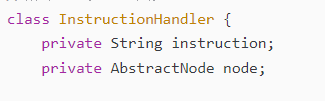 class InstructionHandler {
    private String instruction;
    private AbstractNode node;